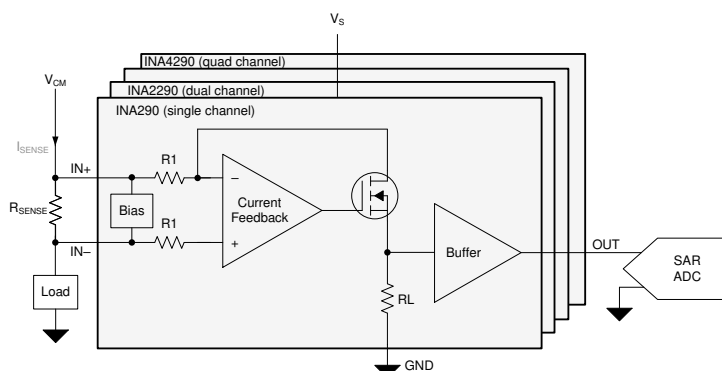 V_S
INA4290 (quad channel)
INA2290 (dual channel)
INA290 (single channel)
V_CM
I_SENSE
IN+
R1
R_SENSE
Bias
−
Current
Feedback
+
R1
IN−
Load
Buffer
RL
OUT
SAR
ADC
GND